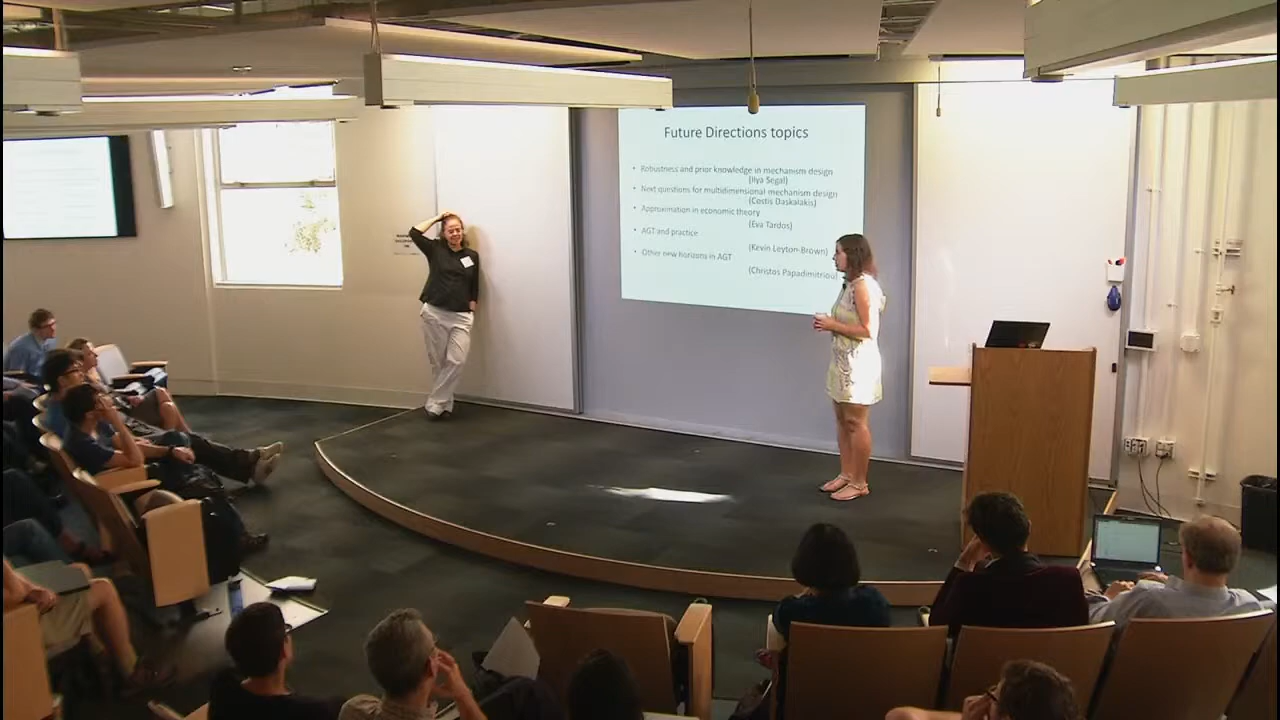 Future Directions topics
• Robustness and prior knowledge in mechanism design
(Ilya Segal)
• Next questions for multidimensional mechanism design
(Costis Daskalakis)
• Approximation in economic theory
(Eva Tardos)
• AGT and practice
(Kevin Leyton-Brown)
• Other new horizons in AGT
(Christos Papadimitriou)